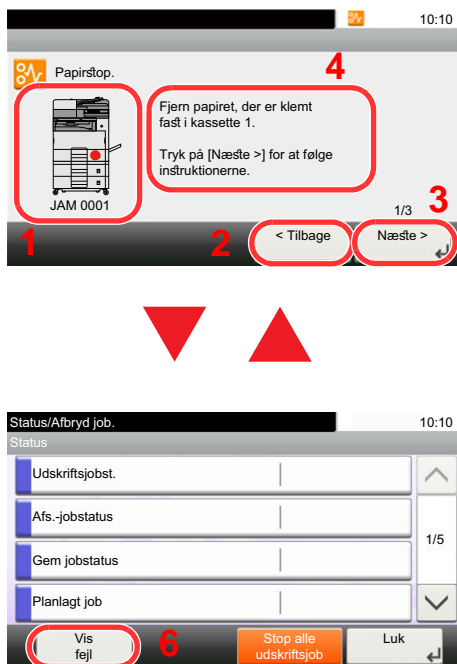 10:10
Papirstop.
4
Fjern papiret, der er klemt
fast i kassette 1.
Tryk på [Næste >] for at følge
instruktionerne.
JAM 0001
1/3
3
1
2
< Tilbage
Næste >
Status/Afbryd job.
10:10
Status
Udskriftsjobst.
Afs.-jobstatus
1/5
Gem jobstatus
Planlagt job
Vis
fejl
6
Stop alle
udskriftsjob
Luk